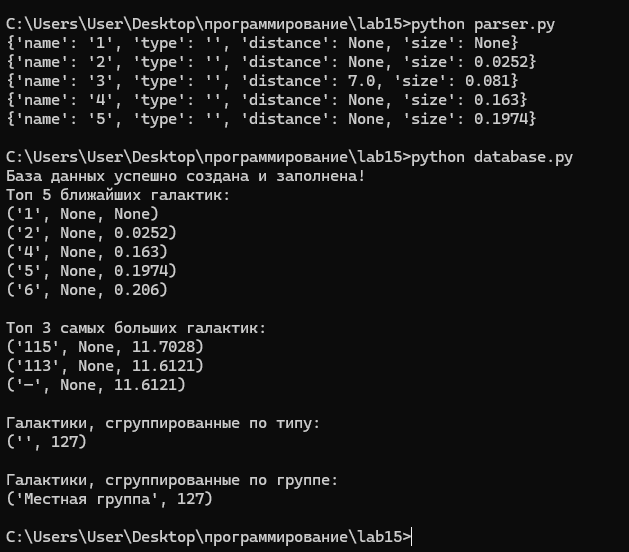 C:\Users\User\Desktop\программирование\lab15>python parser.py
{'name': '1', 'type': '', 'distance': None, 'size': None}
{'name': '2', 'type': '', 'distance': None, 'size': 0.0252}
{'name': '3', 'type': '', 'distance': 7.0, 'size': 0.081}
{'name': '4', 'type': '', 'distance': None, 'size': 0.163}
{'name': '5', 'type': '', 'distance': None, 'size': 0.1974}
C:\Users\User\Desktop\программирование\lab15>python database.py
База данных успешно создана и заполнена!
Топ 5 ближайших галактик:
('1', None, None)
('2', None, 0.0252)
('4', None, 0.163)
('5', None, 0.1974)
('6', None, 0.206)
Топ 3 самых больших галактик:
('115', None, 11.7028)
('113', None, 11.6121)
('—', None, 11.6121)
Галактики, сгруппированные по типу:
('', 127)
Галактики, сгруппированные по группе:
('Местная группа', 127)
C:\Users\User\Desktop\программирование\lab15>